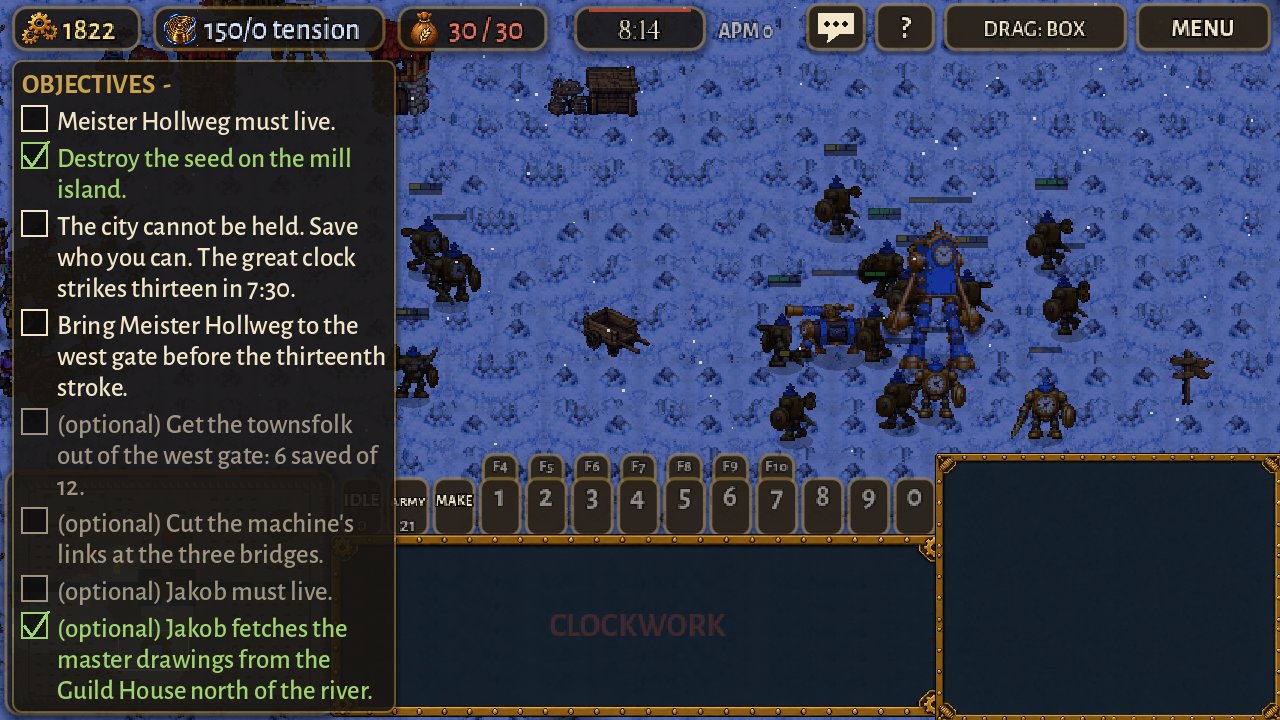 1822
150/0 tension
30 / 30
8:14
APM 0
?
DRAG: BOX
MENU
OBJECTIVES -
Meister Hollweg must live.
Destroy the seed on the mill
island.
The city cannot be held. Save
who you can. The great clock
strikes thirteen in 7:30.
Bring Meister Hollweg to the
west gate before the thirteenth
stroke.
(optional) Get the townsfolk
out of the west gate: 6 saved of
12.
(optional) Cut the machine's
links at the three bridges.
(optional) Jakob must live.
(optional) Jakob fetches the
master drawings from the
Guild House north of the river.
F4 F5 F6 F7 F8 F9 F10
IDLE 0
ARMY 21
MAKE
1 2 3 4 5 6 7 8 9 0
CLOCKWORK